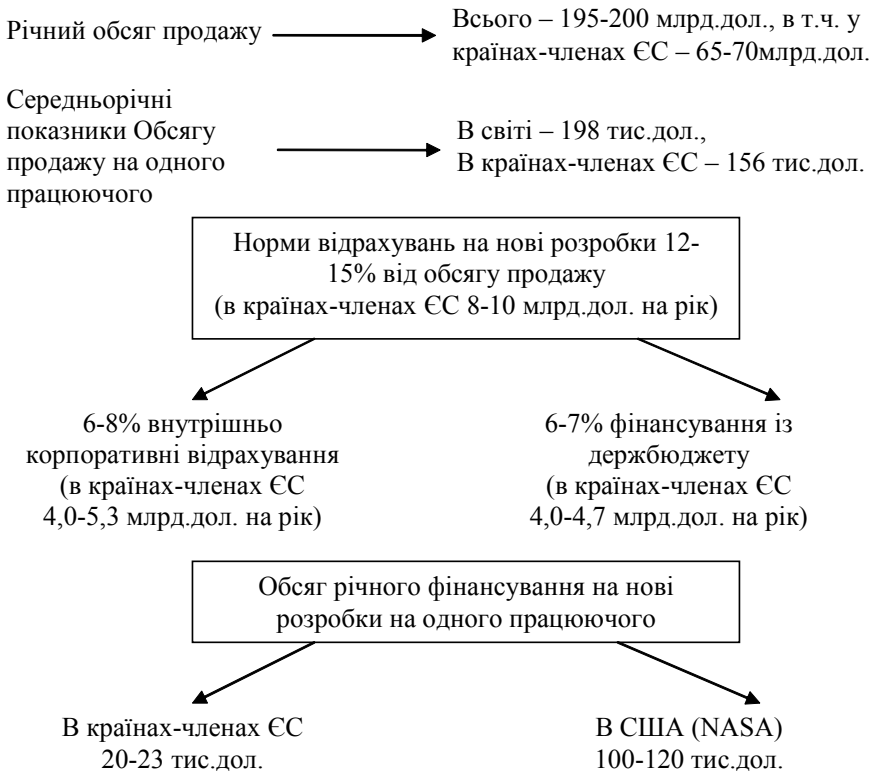 Річний обсяг продажу
Всього – 195-200 млрд.дол., в т.ч. у
країнах-членах ЄС – 65-70млрд.дол.
Середньорічні
показники Обсягу
продажу на одного
працюючого
В світі – 198 тис.дол.,
В країнах-членах ЄС – 156 тис.дол.
Норми відрахувань на нові розробки 12-
15% від обсягу продажу
(в країнах-членах ЄС 8-10 млрд.дол. на рік)
6-8% внутрішньо
корпоративні відрахування
(в країнах-членах ЄС
4,0-5,3 млрд.дол. на рік)
6-7% фінансування із
держбюджету
(в країнах-членах ЄС
4,0-4,7 млрд.дол. на рік)
Обсяг річного фінансування на нові
розробки на одного працюючого
В країнах-членах ЄС
20-23 тис.дол.
В США (NASA)
100-120 тис.дол.